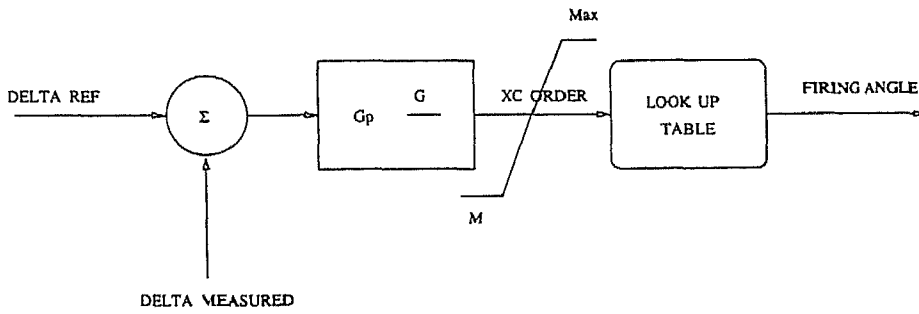 Max
DELTA REF
Σ
Gp
G
XC ORDER
LOOK UP
TABLE
FIRING ANGLE
M
DELTA MEASURED